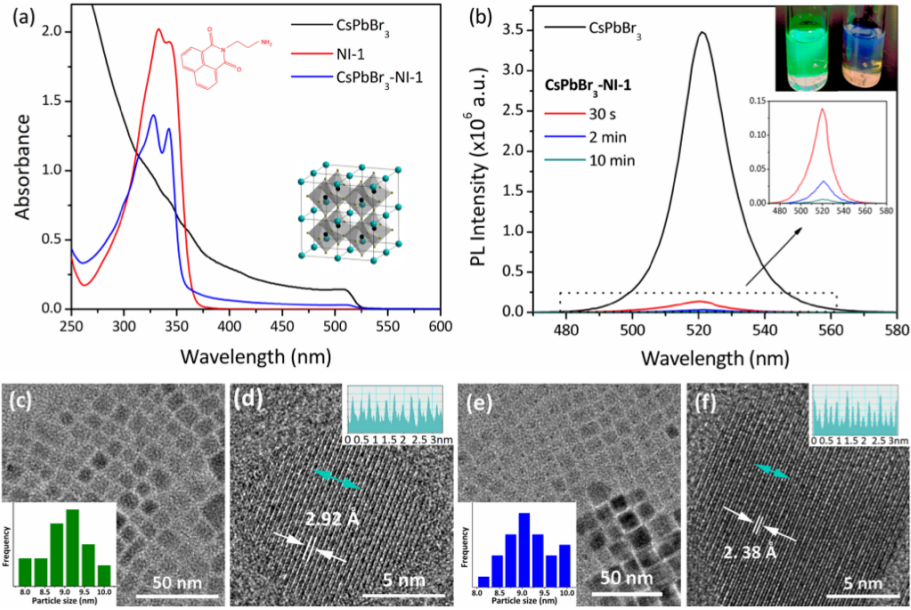 (a)
CsPbBr3
NI-1
CsPbBr3-NI-1
O
N
NH2
O
Absorbance
2.0
1.5
1.0
0.5
0.0
250 300 350 400 450 500 550 600
Wavelength (nm)
(b)
CsPbBr3
CsPbBr3-NI-1
30 s
2 min
10 min
PL Intensity (x10^6 a.u.)
3.5
3.0
2.5
2.0
1.5
1.0
0.5
0.0
480 500 520 540 560 580
Wavelength (nm)
0.15
0.10
0.05
0.00
480 500 520 540 560 580
(c)
Frequency
8.0 8.5 9.0 9.5 10.0
Particle size (nm)
50 nm
(d)
0 0.5 1 1.5 2 2.5 3nm
2.92 Å
5 nm
(e)
Frequency
8.0 8.5 9.0 9.5 10.0
Particle size (nm)
50 nm
(f)
0 0.5 1 1.5 2 2.5 3nm
2. 38 Å
5 nm